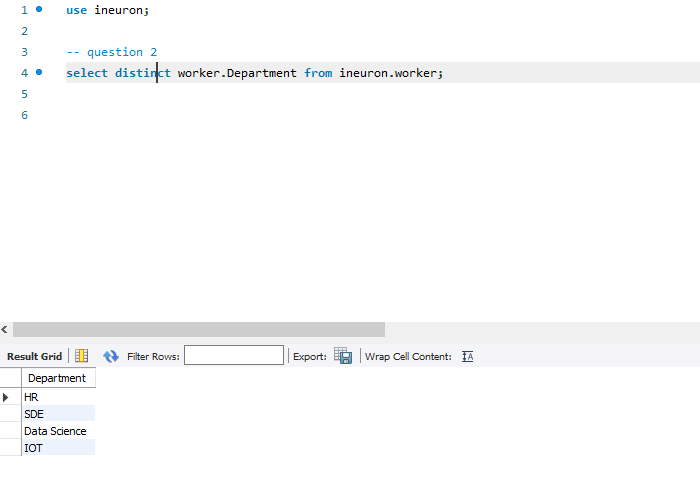 1 use ineuron;
2
3 -- question 2
4 select distinct worker.Department from ineuron.worker;
5
6
Result Grid Filter Rows: Export: Wrap Cell Content:
Department
HR
SDE
Data Science
IOT